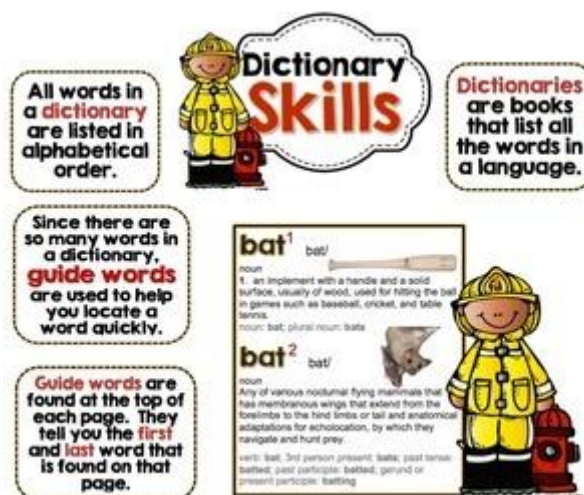 Dictionary
Skills
All words in
a dictionary
are listed in
alphabetical
order.
Dictionaries
are books
that list all
the words in
a language.
Since there are
so many words in
a dictionary,
guide words
are used to help
you locate a
word quickly.
Guide words are
found at the top of
each page. They
tell you the first
and last word that
is found on that
page.
bat1 bat/
noun
1. an implement with a handle and a solid
surface, usually of wood, used for hitting the ball
in games such as baseball, cricket, and table
tennis.
noun: bat; plural noun: bats
bat2 bat/
noun
Any of various nocturnal flying mammals that
has membranous wings that extend from the
forelimbs to the hind limbs or tail and anatomical
adaptations for echolocation, by which they
navigate and hunt prey.
verb: bat, 3rd person present: bats; past tense:
batted; past participle: batted; gerund or
present participle: batting